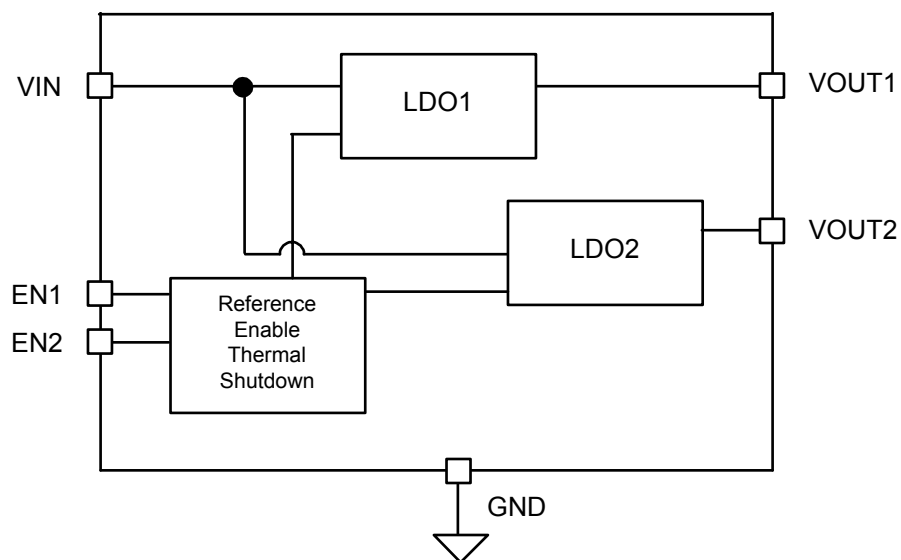 VIN
LDO1
VOUT1
LDO2
VOUT2
EN1
EN2
Reference
Enable
Thermal
Shutdown
GND